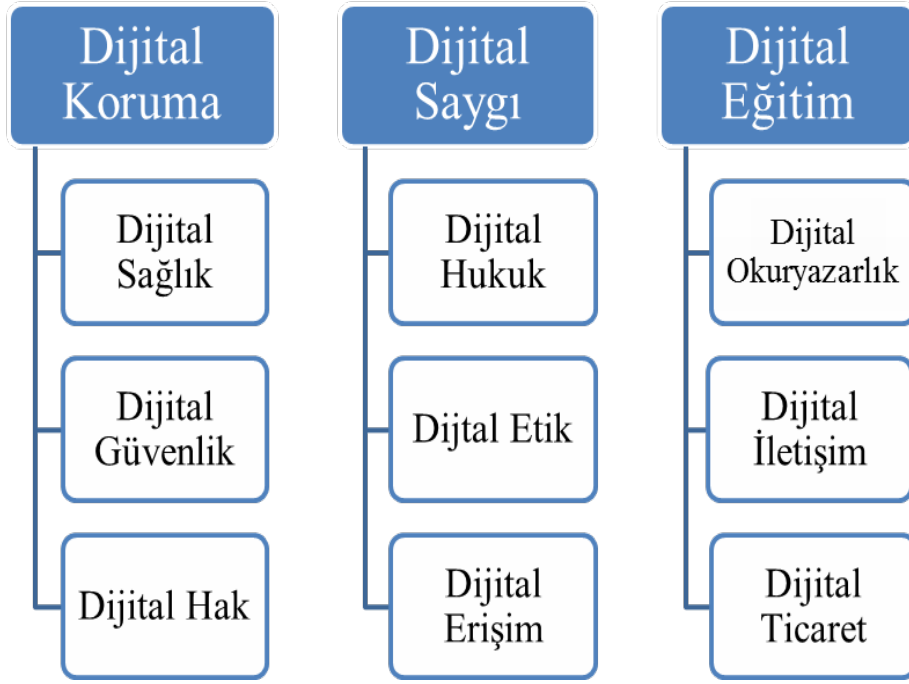 Dijital
Koruma
Dijital
Sağlık
Dijital
Güvenlik
Dijital Hak
Dijital
Saygı
Dijital
Hukuk
Dijtal Etik
Dijital
Erişim
Dijital
Eğitim
Dijital
Okuryazarlık
Dijital
İletişim
Dijital
Ticaret